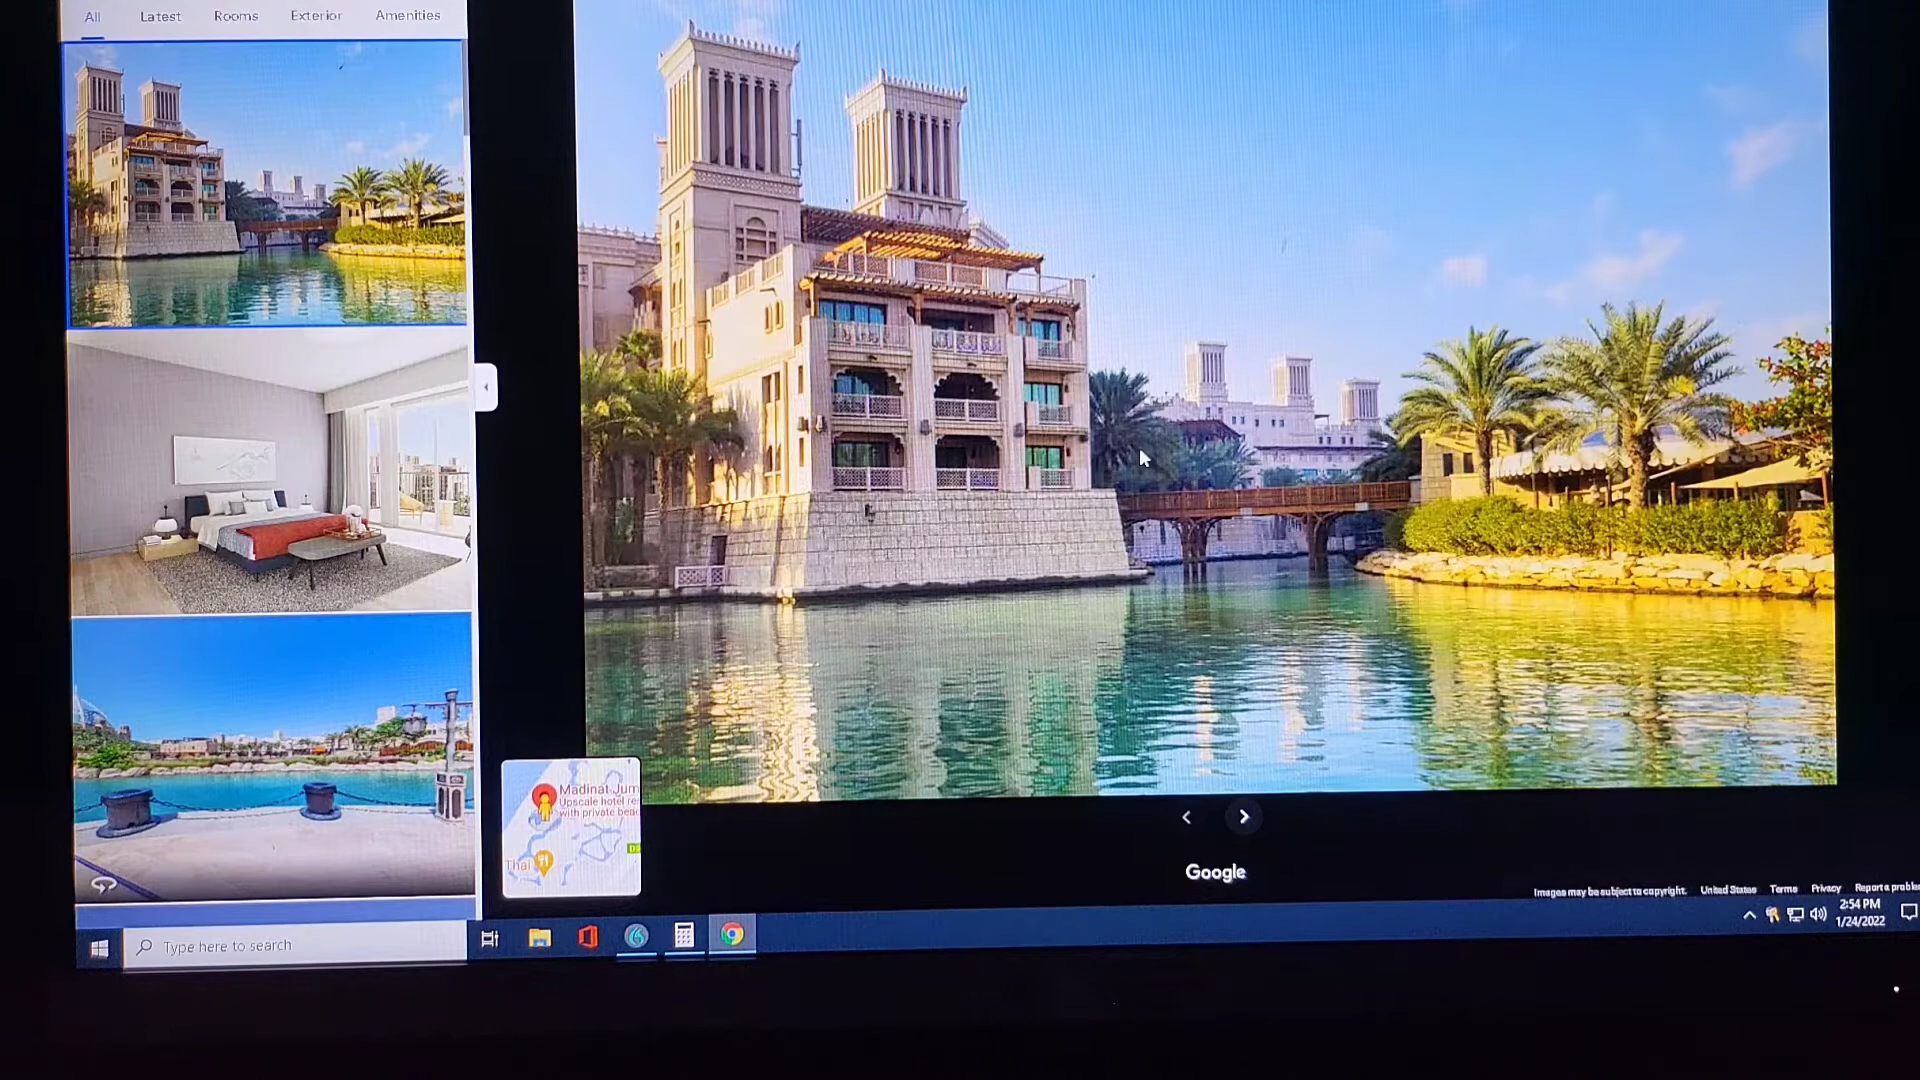 All Latest Rooms Exterior Amenities
Madinat Jum
Upscale hotel re
with private beac
Thai
Google
Images may be subject to copyright. United States Terms Privacy Report a proble
Type here to search
2:54 PM
1/24/2022